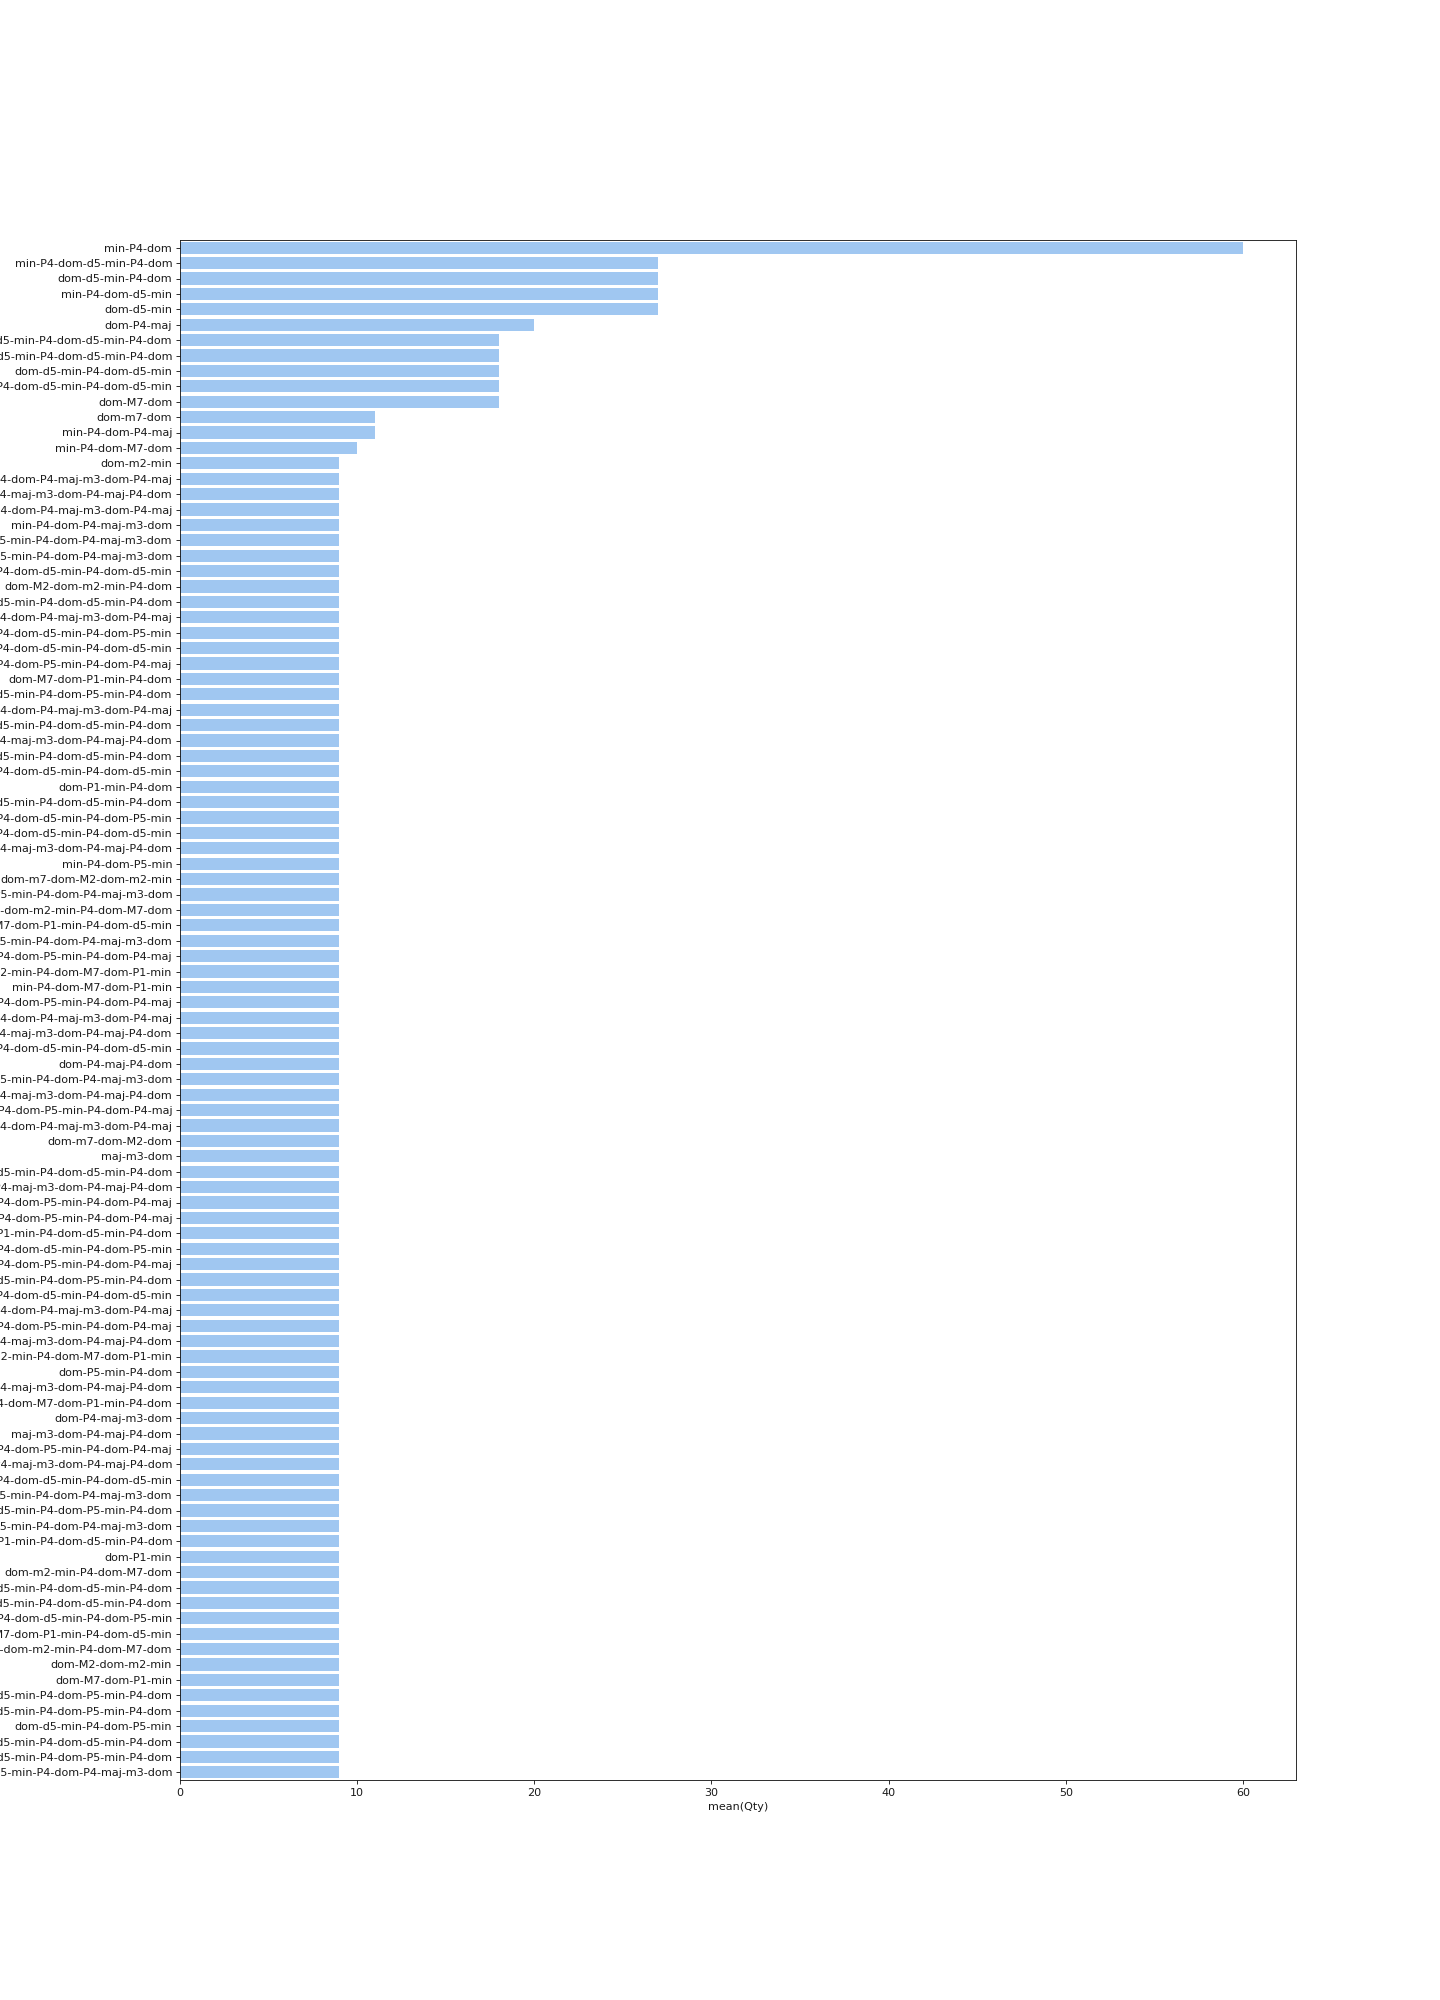 min-P4-dom
min-P4-dom-d5-min-P4-dom
dom-d5-min-P4-dom
min-P4-dom-d5-min
dom-d5-min
dom-P4-maj
d5-min-P4-dom-d5-min-P4-dom
d5-min-P4-dom-d5-min-P4-dom
dom-d5-min-P4-dom-d5-min
P4-dom-d5-min-P4-dom-d5-min
dom-M7-dom
dom-m7-dom
min-P4-dom-P4-maj
min-P4-dom-M7-dom
dom-m2-min
4-dom-P4-maj-m3-dom-P4-maj
4-maj-m3-dom-P4-maj-P4-dom
4-dom-P4-maj-m3-dom-P4-maj
min-P4-dom-P4-maj-m3-dom
5-min-P4-dom-P4-maj-m3-dom
5-min-P4-dom-P4-maj-m3-dom
P4-dom-d5-min-P4-dom-d5-min
dom-M2-dom-m2-min-P4-dom
d5-min-P4-dom-d5-min-P4-dom
4-dom-P4-maj-m3-dom-P4-maj
P4-dom-d5-min-P4-dom-P5-min
P4-dom-d5-min-P4-dom-d5-min
P4-dom-P5-min-P4-dom-P4-maj
dom-M7-dom-P1-min-P4-dom
d5-min-P4-dom-P5-min-P4-dom
4-dom-P4-maj-m3-dom-P4-maj
d5-min-P4-dom-d5-min-P4-dom
4-maj-m3-dom-P4-maj-P4-dom
d5-min-P4-dom-d5-min-P4-dom
P4-dom-d5-min-P4-dom-d5-min
dom-P1-min-P4-dom
d5-min-P4-dom-d5-min-P4-dom
P4-dom-d5-min-P4-dom-P5-min
P4-dom-d5-min-P4-dom-d5-min
4-maj-m3-dom-P4-maj-P4-dom
min-P4-dom-P5-min
dom-m7-dom-M2-dom-m2-min
5-min-P4-dom-P4-maj-m3-dom
-dom-m2-min-P4-dom-M7-dom
M7-dom-P1-min-P4-dom-d5-min
5-min-P4-dom-P4-maj-m3-dom
P4-dom-P5-min-P4-dom-P4-maj
2-min-P4-dom-M7-dom-P1-min
min-P4-dom-M7-dom-P1-min
P4-dom-P5-min-P4-dom-P4-maj
4-dom-P4-maj-m3-dom-P4-maj
4-maj-m3-dom-P4-maj-P4-dom
P4-dom-d5-min-P4-dom-d5-min
dom-P4-maj-P4-dom
5-min-P4-dom-P4-maj-m3-dom
4-maj-m3-dom-P4-maj-P4-dom
P4-dom-P5-min-P4-dom-P4-maj
4-dom-P4-maj-m3-dom-P4-maj
dom-m7-dom-M2-dom
maj-m3-dom
d5-min-P4-dom-d5-min-P4-dom
P4-maj-m3-dom-P4-maj-P4-dom
P4-dom-P5-min-P4-dom-P4-maj
P4-dom-P5-min-P4-dom-P4-maj
P1-min-P4-dom-d5-min-P4-dom
P4-dom-d5-min-P4-dom-P5-min
P4-dom-P5-min-P4-dom-P4-maj
d5-min-P4-dom-P5-min-P4-dom
P4-dom-d5-min-P4-dom-d5-min
4-dom-P4-maj-m3-dom-P4-maj
P4-dom-P5-min-P4-dom-P4-maj
4-maj-m3-dom-P4-maj-P4-dom
2-min-P4-dom-M7-dom-P1-min
dom-P5-min-P4-dom
4-maj-m3-dom-P4-maj-P4-dom
4-dom-M7-dom-P1-min-P4-dom
dom-P4-maj-m3-dom
maj-m3-dom-P4-maj-P4-dom
P4-dom-P5-min-P4-dom-P4-maj
4-maj-m3-dom-P4-maj-P4-dom
P4-dom-d5-min-P4-dom-d5-min
5-min-P4-dom-P4-maj-m3-dom
d5-min-P4-dom-P5-min-P4-dom
5-min-P4-dom-P4-maj-m3-dom
P1-min-P4-dom-d5-min-P4-dom
dom-P1-min
dom-m2-min-P4-dom-M7-dom
d5-min-P4-dom-d5-min-P4-dom
d5-min-P4-dom-d5-min-P4-dom
P4-dom-d5-min-P4-dom-P5-min
M7-dom-P1-min-P4-dom-d5-min
-dom-m2-min-P4-dom-M7-dom
dom-M2-dom-m2-min
dom-M7-dom-P1-min
d5-min-P4-dom-P5-min-P4-dom
d5-min-P4-dom-P5-min-P4-dom
dom-d5-min-P4-dom-P5-min
d5-min-P4-dom-d5-min-P4-dom
d5-min-P4-dom-P5-min-P4-dom
5-min-P4-dom-P4-maj-m3-dom
0 10 20 30 40 50 60
mean(Qty)